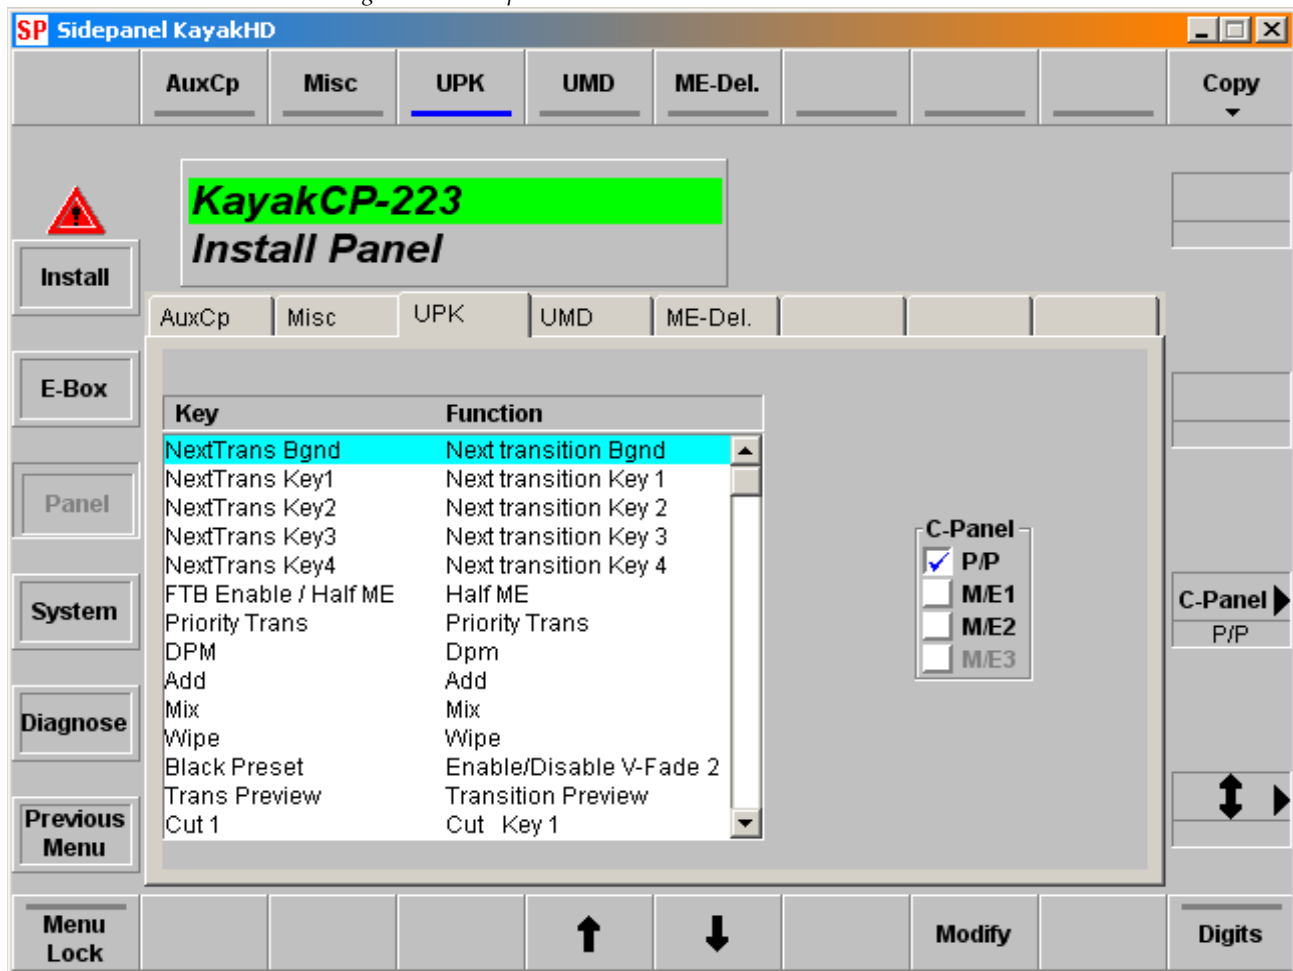 SP Sidepanel KayakHD
AuxCp Misc UPK UMD ME-Del. Copy
KayakCP-223
Install Panel
Install
AuxCp Misc UPK UMD ME-Del.
E-Box
Key Function
NextTrans Bgnd Next transition Bgnd
NextTrans Key1 Next transition Key 1
Panel
NextTrans Key2 Next transition Key 2
NextTrans Key3 Next transition Key 3
C-Panel
NextTrans Key4 Next transition Key 4
P/P
FTB Enable / Half ME Half ME
M/E1
System
C-Panel
Priority Trans Priority Trans
M/E2
P/P
DPM Dpm
M/E3
Add Add
Mix Mix
Diagnose
Wipe Wipe
Black Preset Enable/Disable V-Fade 2
Trans Preview Transition Preview
Previous
Menu
Cut 1 Cut Key 1
Menu
Lock
Modify
Digits